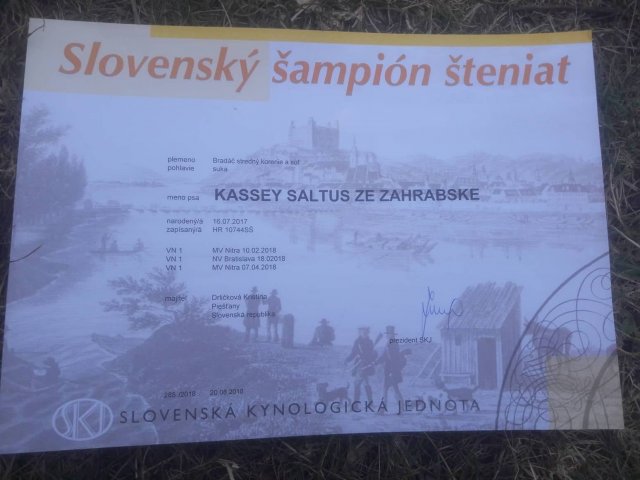 Slovenský šampión šteniat
plemeno Bradáč stredný korenie a soľ
pohlavie suka
meno psa KASSEY SALTUS ZE ZAHRABSKE
narodený/á 16.07.2017
zapísaný/á HR 10744SŠ
VN 1 MV Nitra 10.02.2018
VN 1 NV Bratislava 18.02018
VN 1 MV Nitra 07.04.2018
majiteľ Drličková Kristína
Piešťany
Slovenská republika
prezident SKJ
285 /2018 20.08.2018
SKJ SLOVENSKÁ KYNOLOGICKÁ JEDNOTA